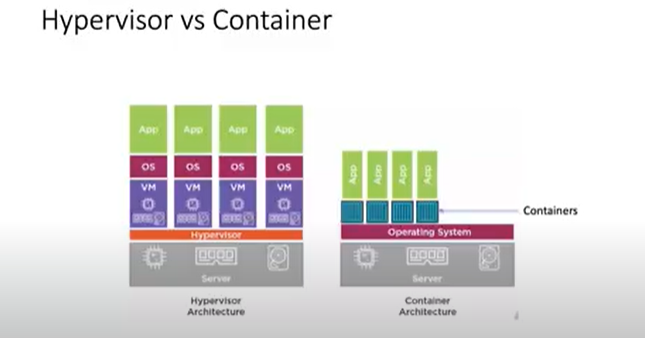 Hypervisor vs Container
App App App App
OS OS OS OS
VM VM VM VM
Hypervisor
Server
Hypervisor
Architecture
App App App App
Containers
Operating System
Server
Container
Architecture